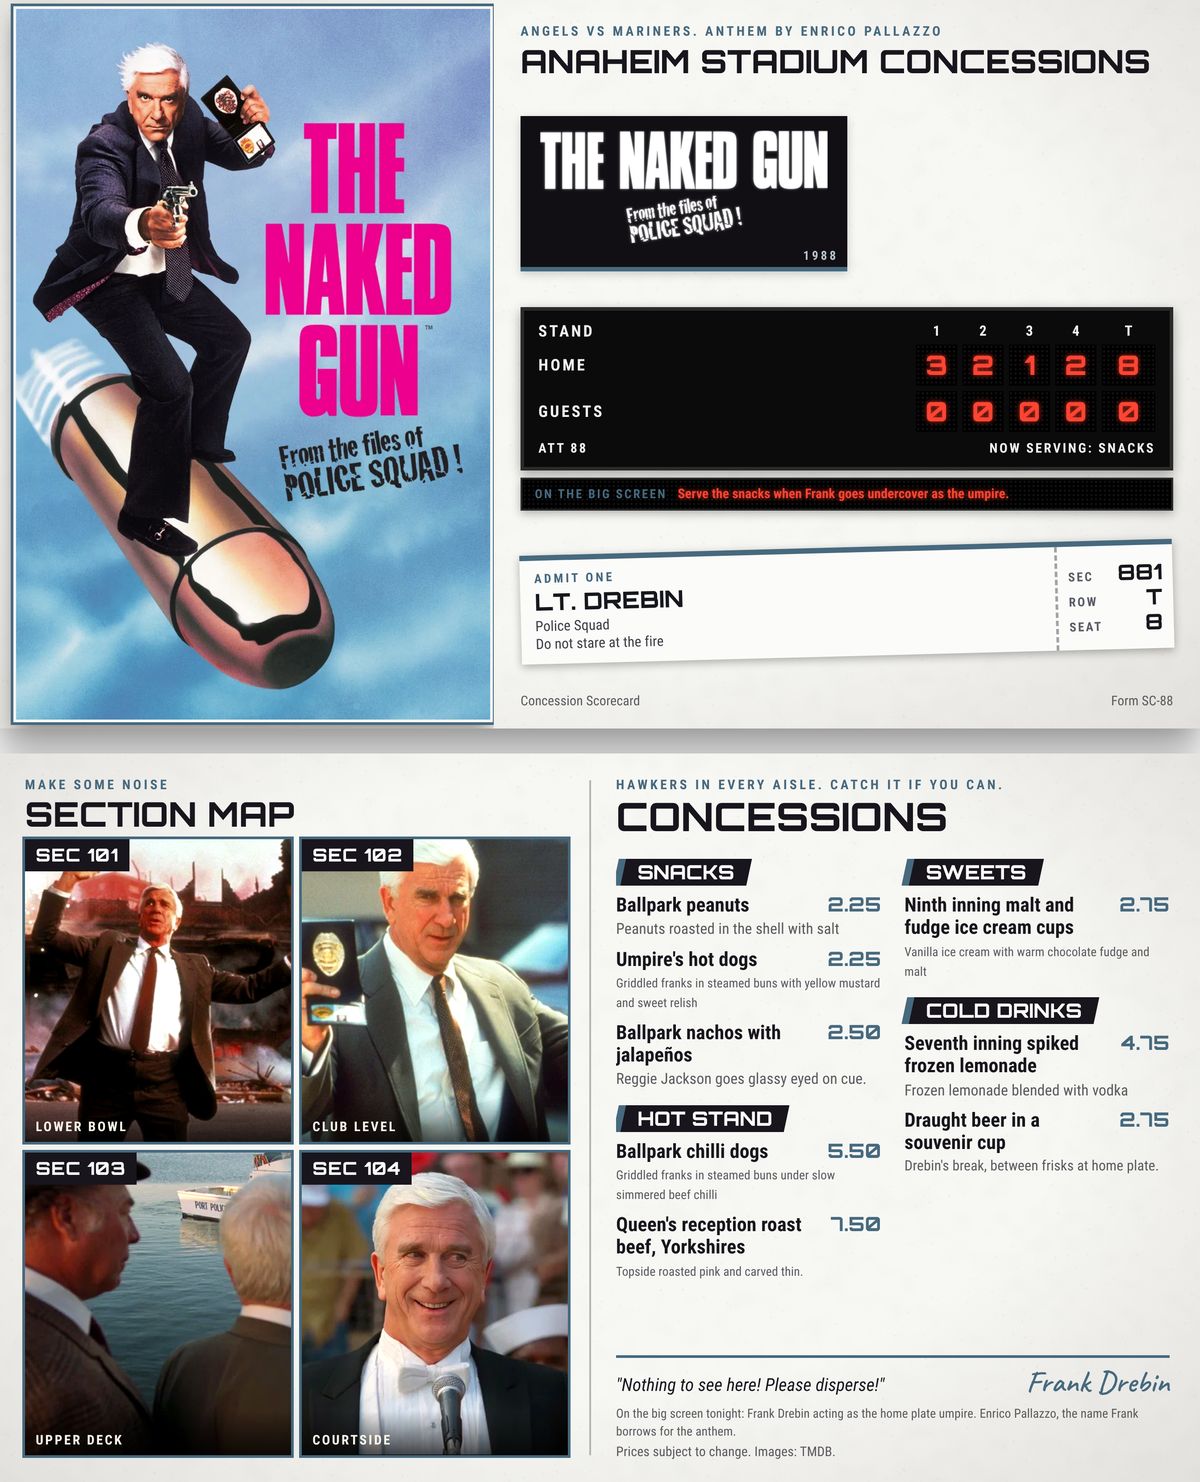 THE
NAKED
GUN
™
From the files of
POLICE SQUAD!
ANGELS VS MARINERS. ANTHEM BY ENRICO PALLAZZO
ANAHEIM STADIUM CONCESSIONS
THE NAKED GUN
From the files of
POLICE SQUAD!
1988
STAND 1 2 3 4 T
HOME 3 2 1 2 8
GUESTS 0 0 0 0 0
ATT 88 NOW SERVING: SNACKS
ON THE BIG SCREEN Serve the snacks when Frank goes undercover as the umpire.
ADMIT ONE
LT. DREBIN
Police Squad
Do not stare at the fire
SEC 881
ROW T
SEAT 8
Concession Scorecard Form SC-88
MAKE SOME NOISE
SECTION MAP
SEC 101
LOWER BOWL
SEC 102
CLUB LEVEL
SEC 103
PORT POLIC
UPPER DECK
SEC 104
COURTSIDE
HAWKERS IN EVERY AISLE. CATCH IT IF YOU CAN.
CONCESSIONS
SNACKS
Ballpark peanuts 2.25
Peanuts roasted in the shell with salt
Umpire's hot dogs 2.25
Griddled franks in steamed buns with yellow mustard
and sweet relish
Ballpark nachos with 2.50
jalapeños
Reggie Jackson goes glassy eyed on cue.
HOT STAND
Ballpark chilli dogs 5.50
Griddled franks in steamed buns under slow
simmered beef chilli
Queen's reception roast 7.50
beef, Yorkshires
Topside roasted pink and carved thin.
SWEETS
Ninth inning malt and 2.75
fudge ice cream cups
Vanilla ice cream with warm chocolate fudge and
malt
COLD DRINKS
Seventh inning spiked 4.75
frozen lemonade
Frozen lemonade blended with vodka
Draught beer in a 2.75
souvenir cup
Drebin's break, between frisks at home plate.
"Nothing to see here! Please disperse!"
Frank Drebin
On the big screen tonight: Frank Drebin acting as the home plate umpire. Enrico Pallazzo, the name Frank
borrows for the anthem.
Prices subject to change. Images: TMDB.